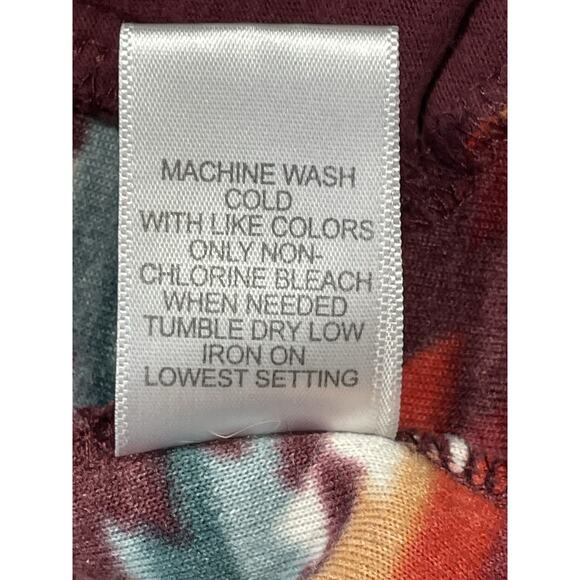 MACHINE WASH
COLD
WITH LIKE COLORS
ONLY NON-
CHLORINE BLEACH
WHEN NEEDED
TUMBLE DRY LOW
IRON ON
LOWEST SETTING